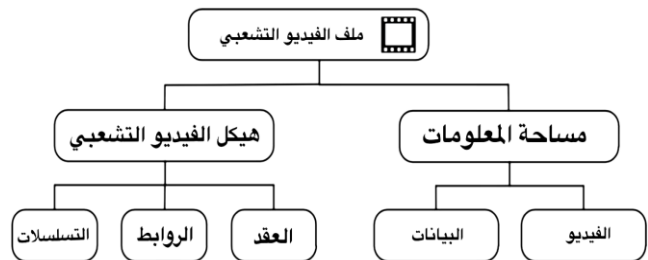 ملف الفيديو التشعبي
مساحة المعلومات
هيكل الفيديو التشعبي
الفيديو
البيانات
العقد
الروابط
التسلسلات